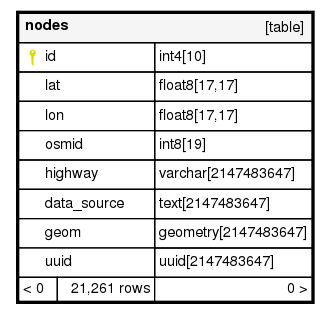 nodes [table]
id int4[10]
lat float8[17,17]
lon float8[17,17]
osmid int8[19]
highway varchar[2147483647]
data_source text[2147483647]
geom geometry[2147483647]
uuid uuid[2147483647]
< 0 21,261 rows 0 >